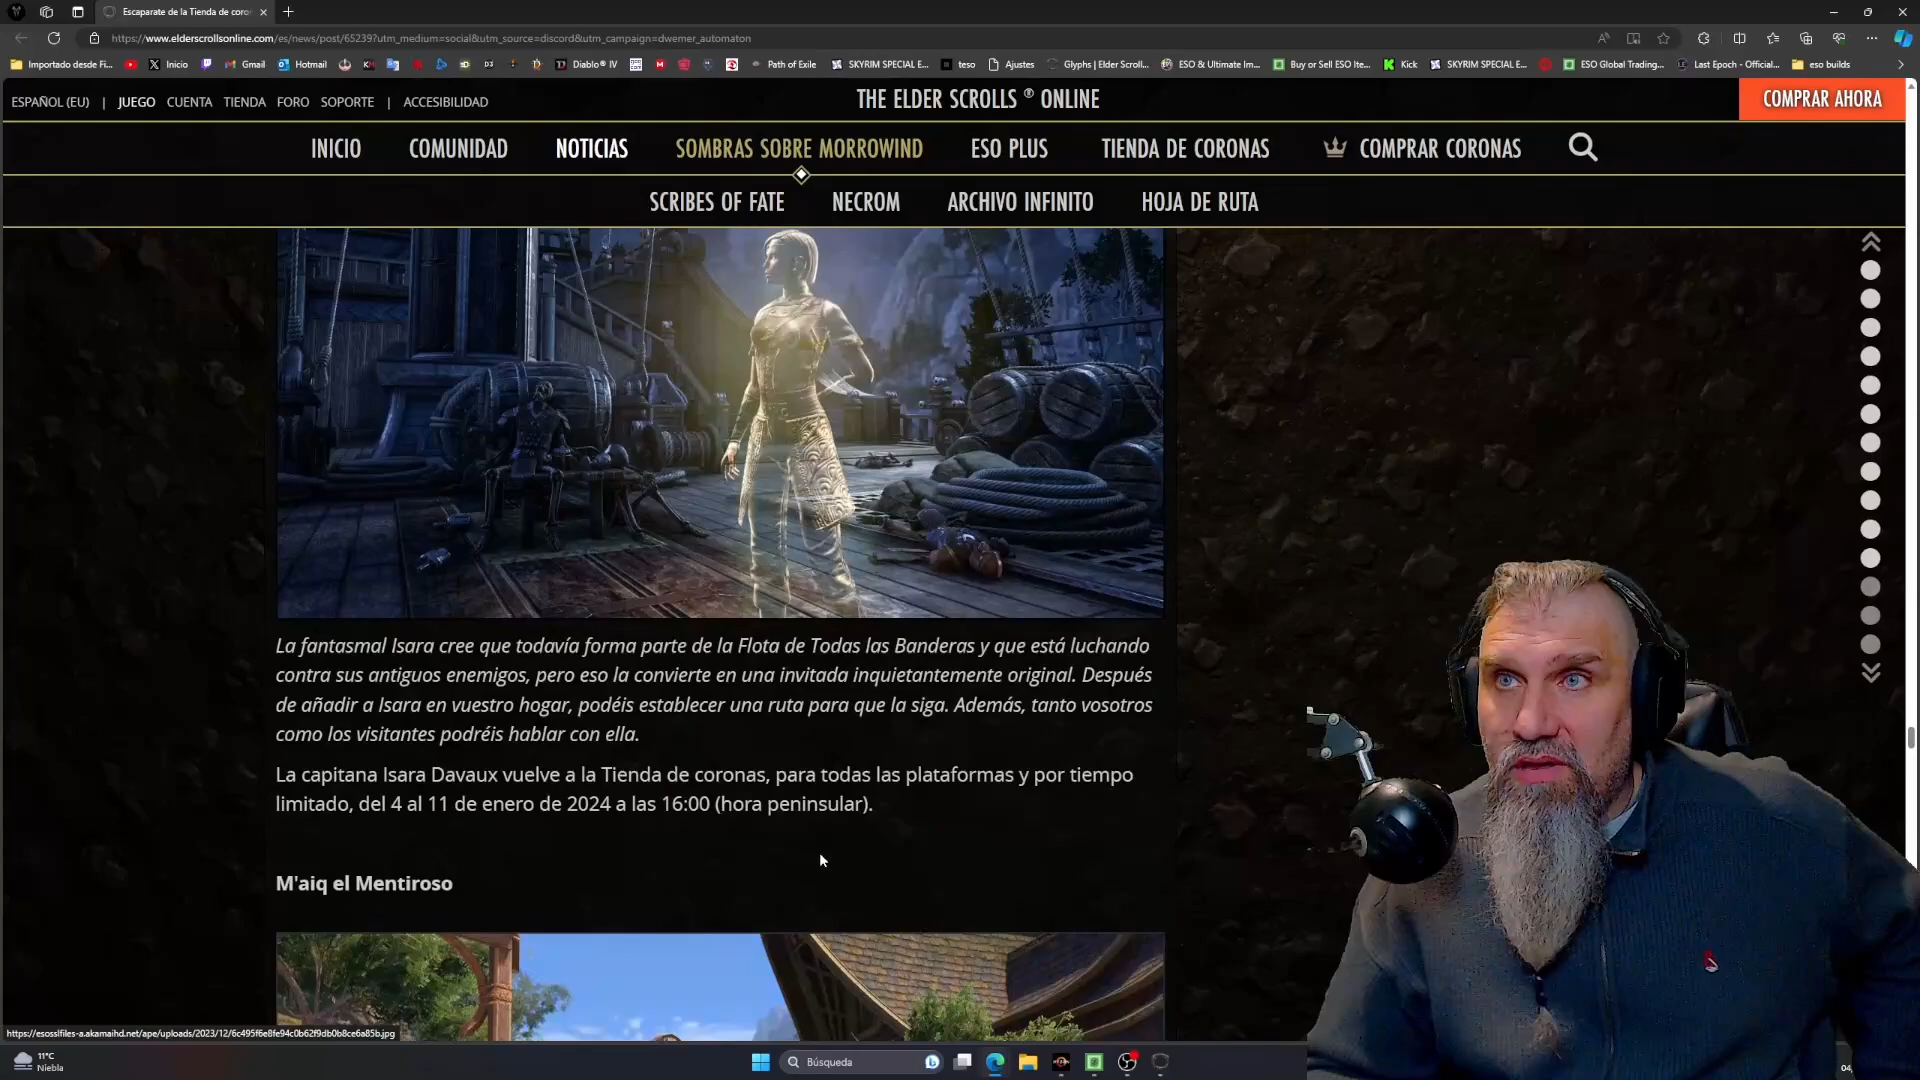 Escaparate de la Tienda de coron
https://www.elderscrollsonline.com/es/news/post/65239?utm_medium=social&utm_source=discord&utm_campaign=dwemer_automaton
Importado desde Fi... Inicio Gmail Hotmail Diablo® IV Path of Exile SKYRIM SPECIAL E... teso Ajustes Glyphs | Elder Scroll... ESO & Ultimate Im... Buy or Sell ESO Ite... Kick SKYRIM SPECIAL E... ESO Global Trading... Last Epoch - Official... eso builds
ESPAÑOL (EU) | JUEGO CUENTA TIENDA FORO SOPORTE | ACCESIBILIDAD
THE ELDER SCROLLS ® ONLINE
COMPRAR AHORA
INICIO COMUNIDAD NOTICIAS SOMBRAS SOBRE MORROWIND ESO PLUS TIENDA DE CORONAS COMPRAR CORONAS
SCRIBES OF FATE NECROM ARCHIVO INFINITO HOJA DE RUTA
La fantasmal Isara cree que todavía forma parte de la Flota de Todas las Banderas y que está luchando
contra sus antiguos enemigos, pero eso la convierte en una invitada inquietantemente original. Después
de añadir a Isara en vuestro hogar, podéis establecer una ruta para que la siga. Además, tanto vosotros
como los visitantes podréis hablar con ella.
La capitana Isara Davaux vuelve a la Tienda de coronas, para todas las plataformas y por tiempo
limitado, del 4 al 11 de enero de 2024 a las 16:00 (hora peninsular).
M'aiq el Mentiroso
https://esosslfiles-a.akamaihd.net/ape/uploads/2023/12/6c495f6e8fe94c0b62f9db0b8ce6a85b.jpg
11°C
Niebla
Búsqueda
04,